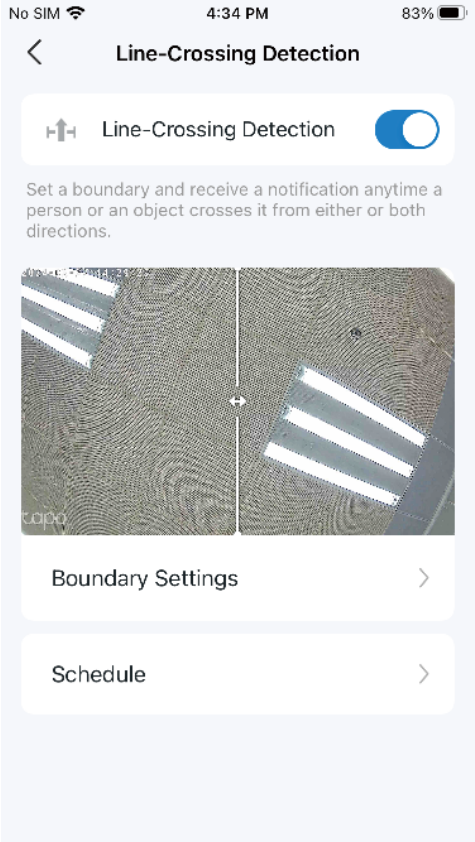 No SIM 4:34 PM 83%
Line-Crossing Detection
Line-Crossing Detection
Set a boundary and receive a notification anytime a
person or an object crosses it from either or both
directions.
tapo
Boundary Settings
Schedule